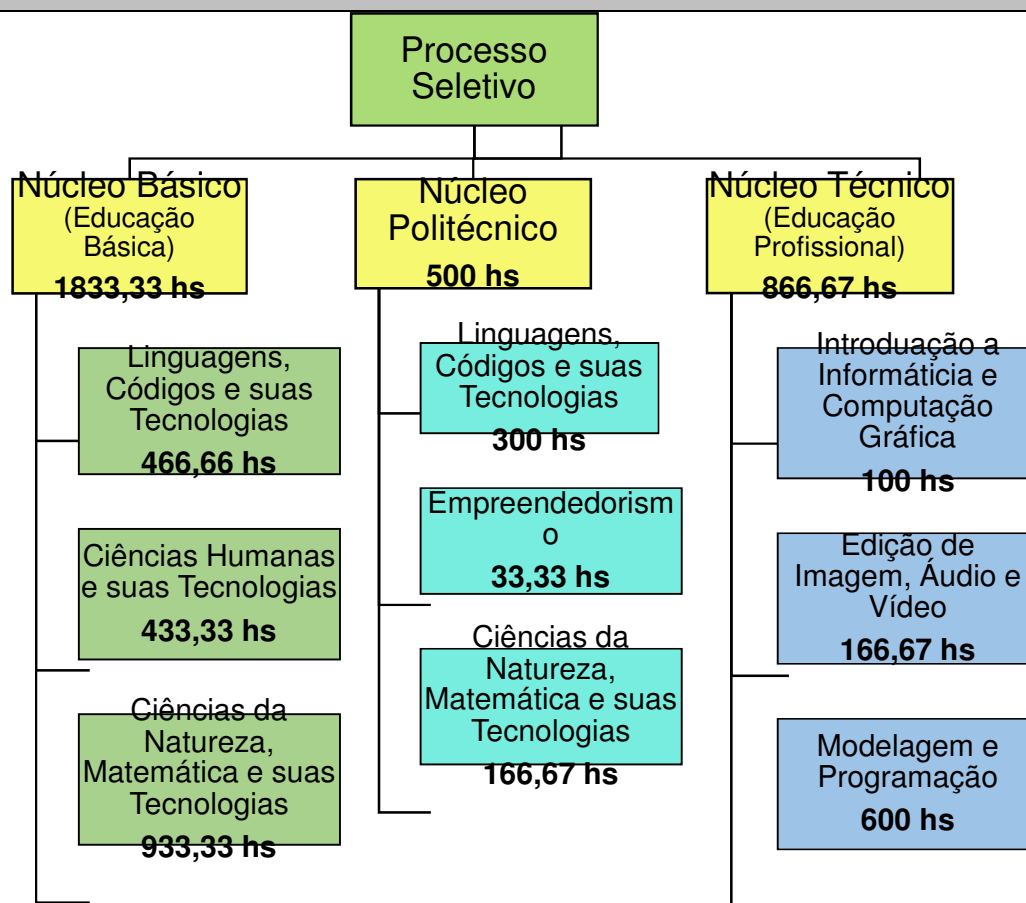 Processo
Seletivo
Núcleo Básico
(Educação
Básica)
1833,33 hs
Núcleo
Politécnico
500 hs
Núcleo Técnico
(Educação
Profissional)
866,67 hs
Linguagens,
Códigos e suas
Tecnologias
466,66 hs
Ciências Humanas
e suas Tecnologias
433,33 hs
Ciências da
Natureza,
Matemática e suas
Tecnologias
933,33 hs
Linguagens,
Códigos e suas
Tecnologias
300 hs
Empreendedorism
o
33,33 hs
Ciências da
Natureza,
Matemática e suas
Tecnologias
166,67 hs
Introduação a
Informáticia e
Computação
Gráfica
100 hs
Edição de
Imagem, Áudio e
Vídeo
166,67 hs
Modelagem e
Programação
600 hs